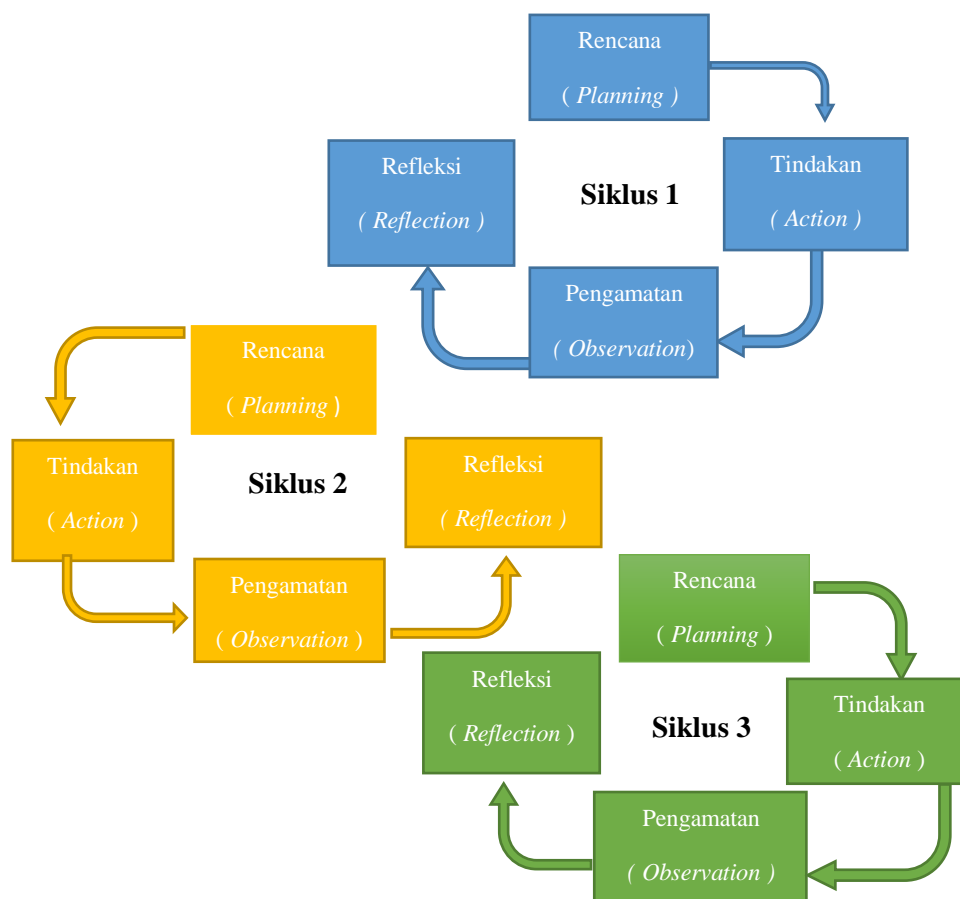 Rencana
( Planning )
Refleksi
( Reflection )
Siklus 1
Tindakan
( Action )
Pengamatan
( Observation)
Rencana
( Planning )
Tindakan
( Action )
Siklus 2
Refleksi
( Reflection )
Pengamatan
( Observation )
Rencana
( Planning )
Refleksi
( Reflection )
Siklus 3
Tindakan
( Action )
Pengamatan
( Observation )